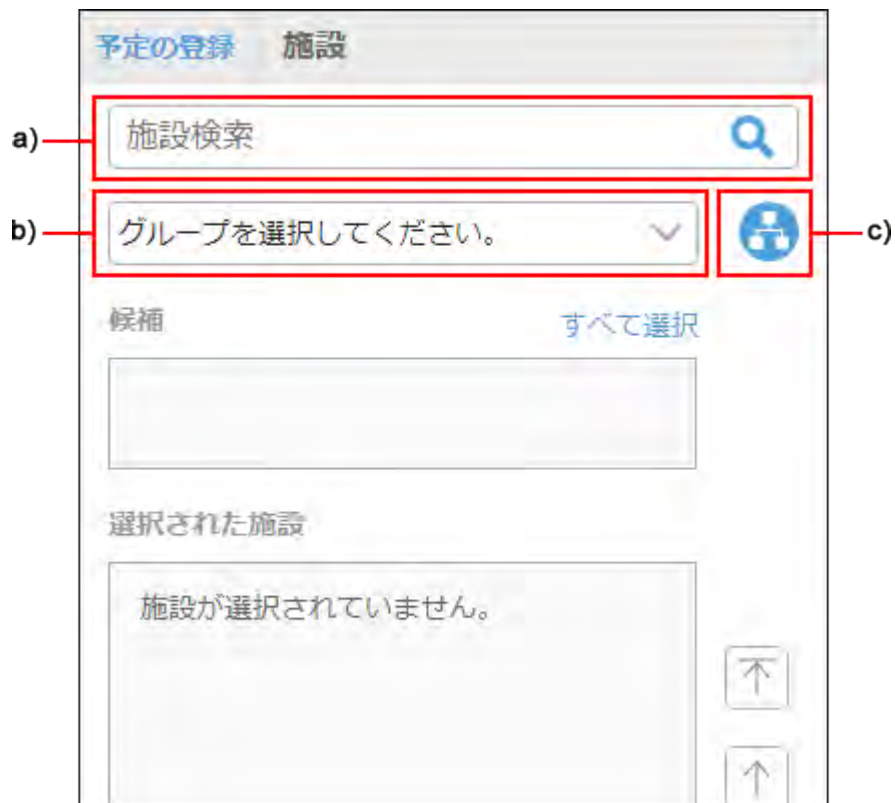 予定の登録 施設
a) 施設検索
b) グループを選択してください。 c)
候補 すべて選択
選択された施設
施設が選択されていません。